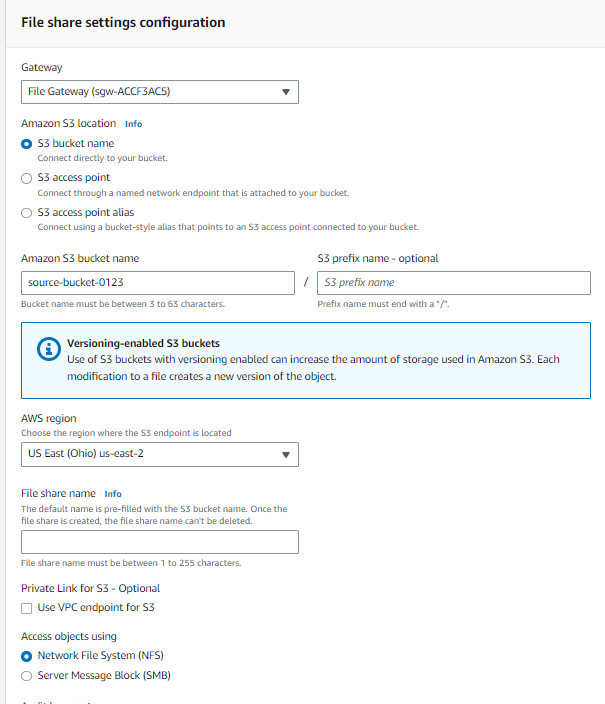 File share settings configuration
Gateway
File Gateway (sgw-ACCF3AC5)
Amazon S3 location Info
S3 bucket name
Connect directly to your bucket.
S3 access point
Connect through a named network endpoint that is attached to your bucket.
S3 access point alias
Connect using a bucket-style alias that points to an S3 access point connected to your bucket.
Amazon S3 bucket name S3 prefix name - optional
source-bucket-0123 / S3 prefix name
Bucket name must be between 3 to 63 characters. Prefix name must end with a "/".
Versioning-enabled S3 buckets
Use of S3 buckets with versioning enabled can increase the amount of storage used in Amazon S3. Each
modification to a file creates a new version of the object.
AWS region
Choose the region where the S3 endpoint is located
US East (Ohio) us-east-2
File share name Info
The default name is pre-filled with the S3 bucket name. Once the
file share is created, the file share name can't be deleted.
File share name must be between 1 to 255 characters.
Private Link for S3 - Optional
Use VPC endpoint for S3
Access objects using
Network File System (NFS)
Server Message Block (SMB)